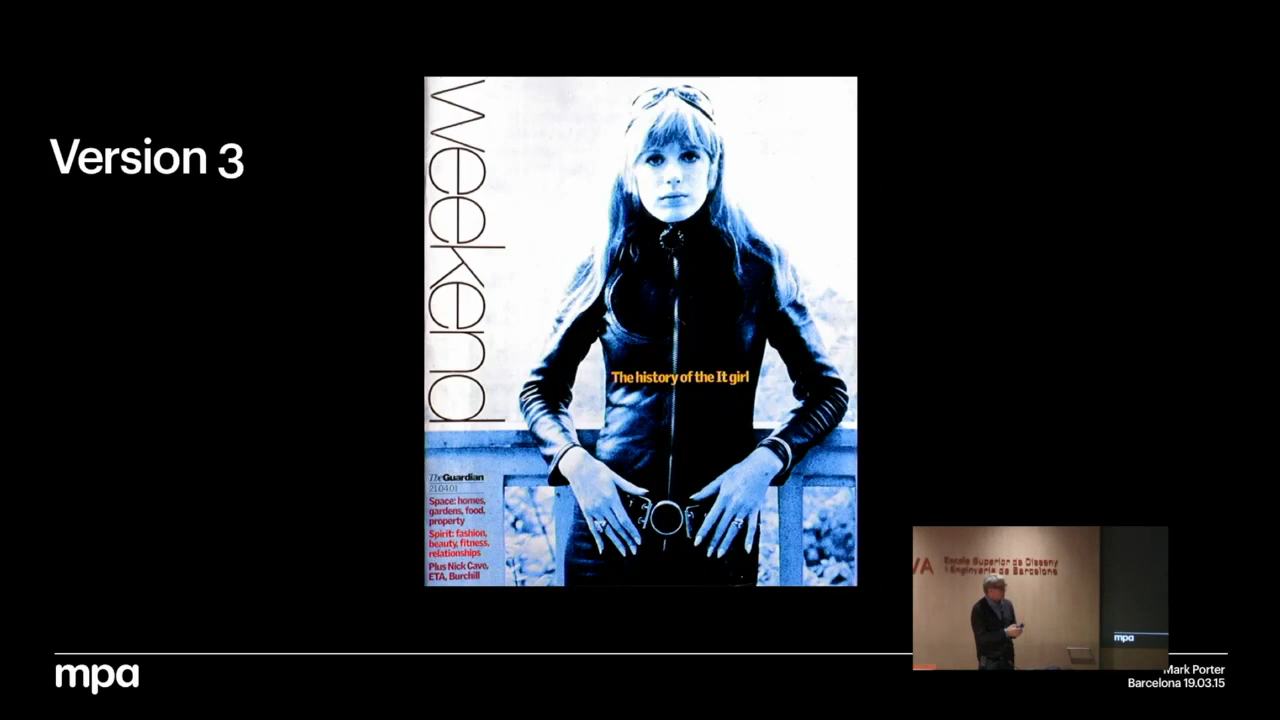 Version 3
weekend
The history of the It girl
The Guardian
21.04.01
Space: homes,
gardens, food,
property
Spirit: fashion,
beauty, fitness,
relationships
Plus Nick Cave,
ETA, Burchill
VA
Escola Superior de Disseny
i Enginyeria de Barcelona
mpa
mpa
Mark Porter
Barcelona 19.03.15